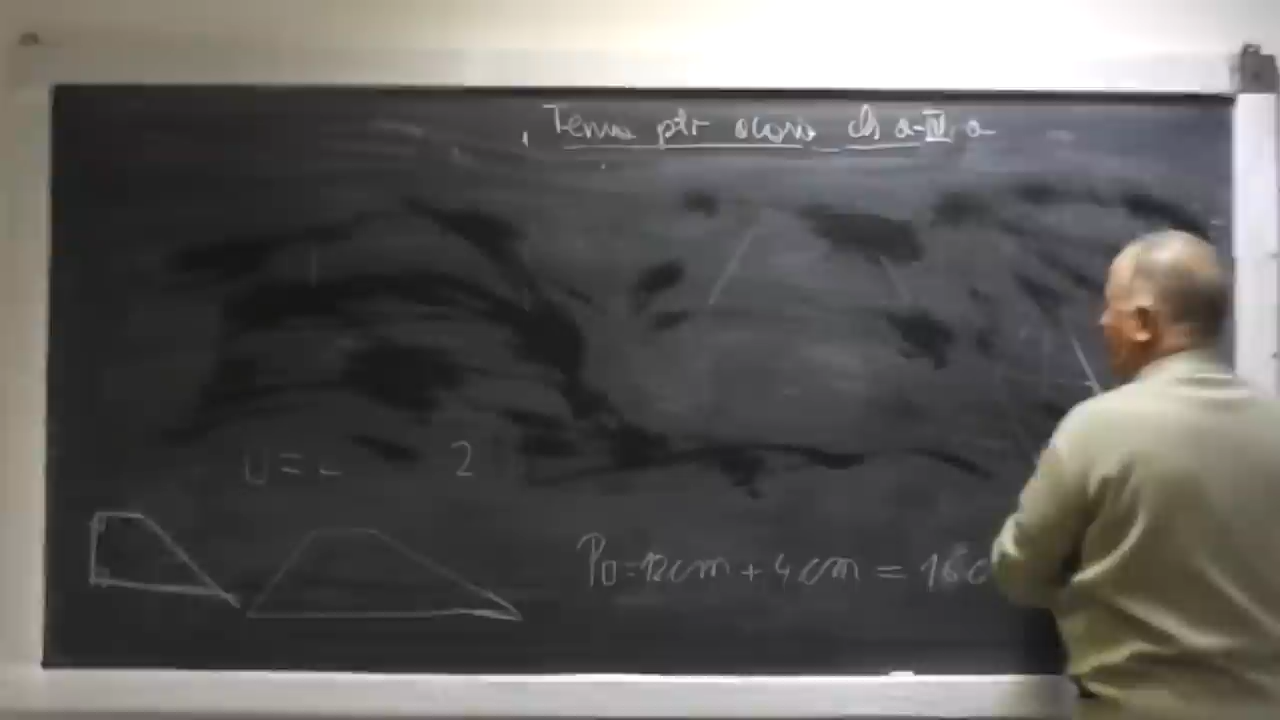 Tema ptr acasa cls a-IV-a
U = L 2
P▯=12cm + 4cm = 16c